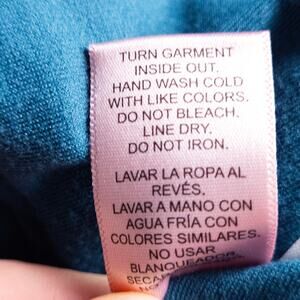 TURN GARMENT
INSIDE OUT.
HAND WASH COLD
WITH LIKE COLORS.
DO NOT BLEACH.
LINE DRY.
DO NOT IRON.
LAVAR LA ROPA AL
REVÉS.
LAVAR A MANO CON
AGUA FRÍA CON
COLORES SIMILARES.
NO USAR
BLANQUEADOR.